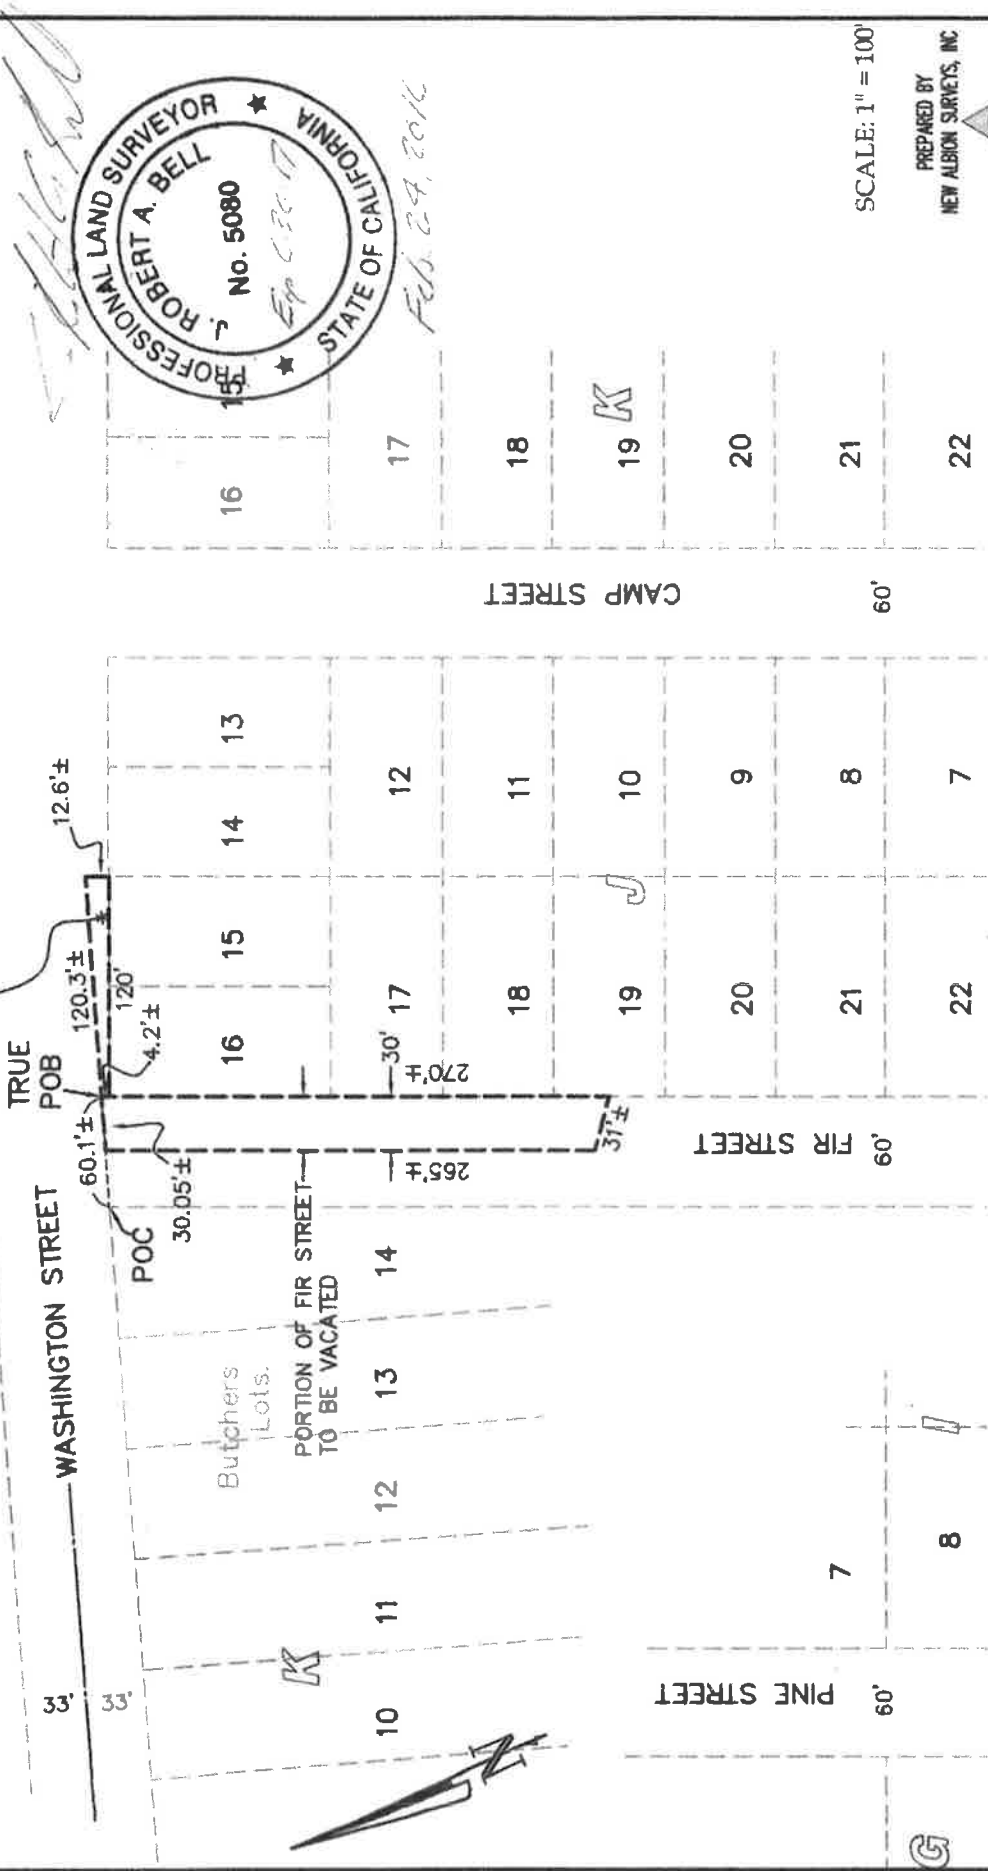 PROFESSIONAL LAND SURVEYOR
J. ROBERT A. BELL
No. 5080
STATE OF CALIFORNIA
Feb. 24, 2016
SCALE: 1" = 100'
PREPARED BY
NEW ALBION SURVEYS, INC
TRUE
POB
12.6'±
120.3'±
120'
4.2'±
60.1'±
30.05'±
POC
WASHINGTON STREET
33'
33'
PORTION OF FIR STREET
TO BE VACATED
Butchers
Lots.
30'
270'±
265'±
31'±
FIR STREET
60'
CAMP STREET
60'
PINE STREET
60'
K
10
11
12
13
14
7
8
I
G
16
15
14
13
17
12
18
11
19
10
J
20
9
21
8
22
7
16
15
17
18
19
K
20
21
22
N